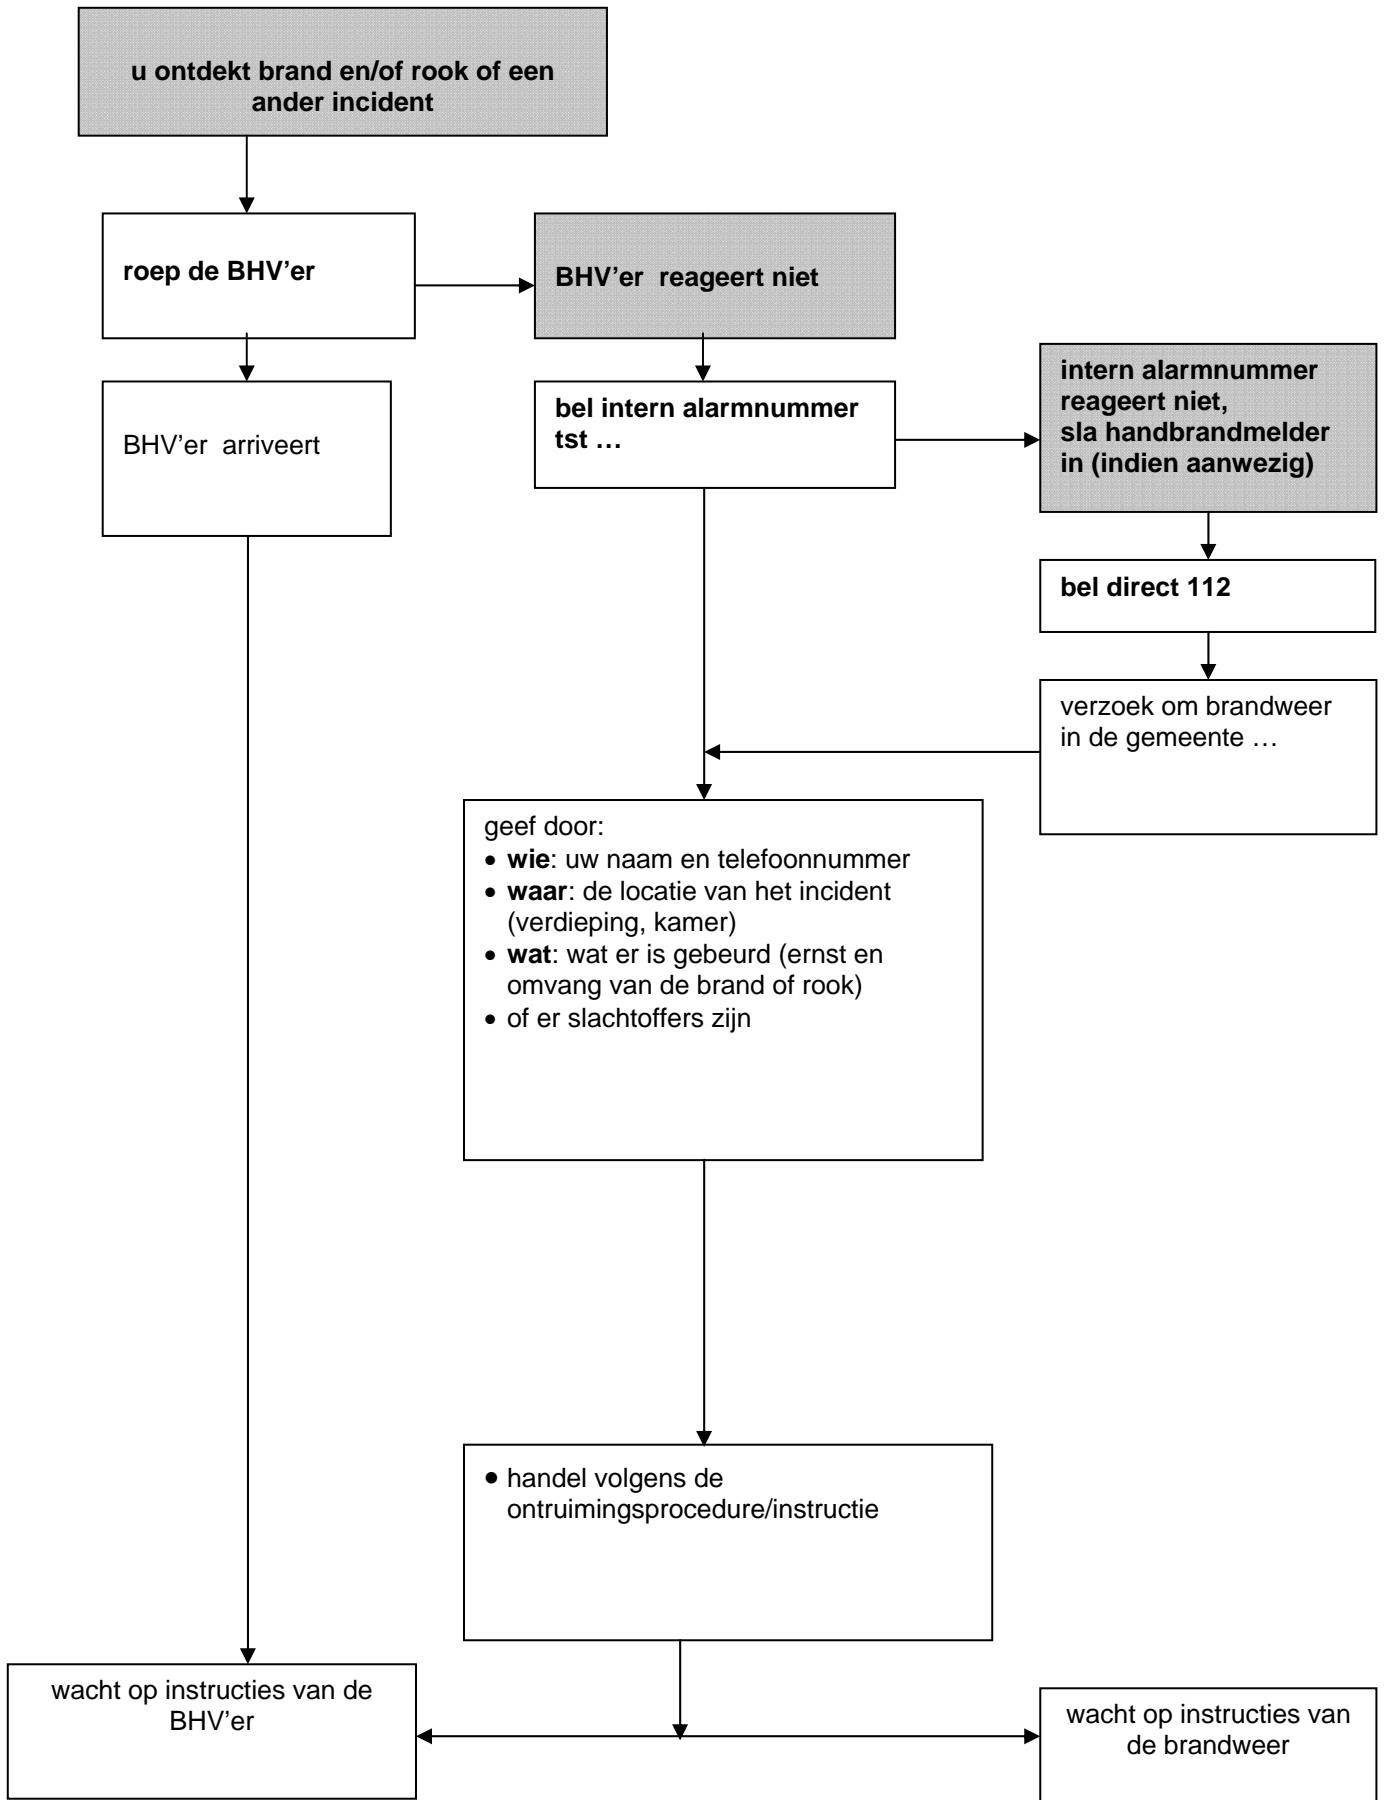 u ontdekt brand en/of rook of een
ander incident
roep de BHV’er
BHV’er  reageert niet
BHV’er  arriveert
bel intern alarmnummer
tst …
intern alarmnummer
reageert niet,
sla handbrandmelder
in (indien aanwezig)
bel direct 112
verzoek om brandweer
in de gemeente …
geef door:
• wie: uw naam en telefoonnummer
• waar: de locatie van het incident
(verdieping, kamer)
• wat: wat er is gebeurd (ernst en
omvang van de brand of rook)
• of er slachtoffers zijn
• handel volgens de
ontruimingsprocedure/instructie
wacht op instructies van de
BHV’er
wacht op instructies van
de brandweer